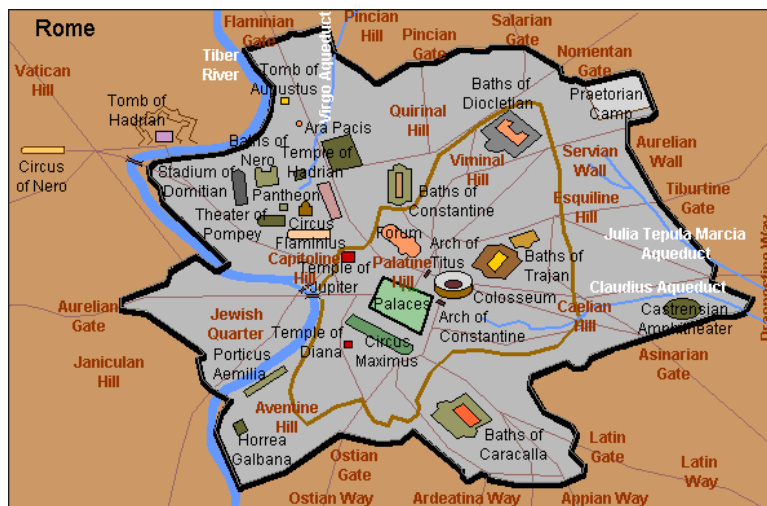 Rome
Flaminian
Gate
Pincian
Hill
Pincian
Gate
Salarian
Gate
Nomentan
Gate
Tiber
River
Virgo Aqueduct
Vatican
Hill
Tomb of
Hadrian
Tomb of
Augustus
Ara Pacis
Quirinal
Hill
Baths of
Diocletian
Praetorian
Camp
Circus
of Nero
Baths of
Nero
Temple of
Hadrian
Stadium of
Domitian
Pantheon
Viminal
Hill
Servian
Wall
Aurelian
Wall
Theater of
Pompey
Circus
Flaminius
Baths of
Constantine
Esquiline
Hill
Tiburtine
Gate
Forum
Arch of
Titus
Julia Tepula Marcia
Aqueduct
Capitoling
Hill
Temple of
Jupiter
Palatine
Hill
Baths of
Trajan
Claudius Aqueduct
Praenestine Way
Aurelian
Gate
Palaces
Colosseum
Caelian
Hill
Castrensian
Amphitheater
Jewish
Quarter
Temple of
Diana
Circus
Maximus
Arch of
Constantine
Janiculan
Hill
Porticus
Aemilia
Asinarian
Gate
Aventine
Hill
Horrea
Galbana
Baths of
Caracalla
Ostian
Gate
Latin
Gate
Latin
Way
Ostian Way
Ardeatina Way
Appian Way